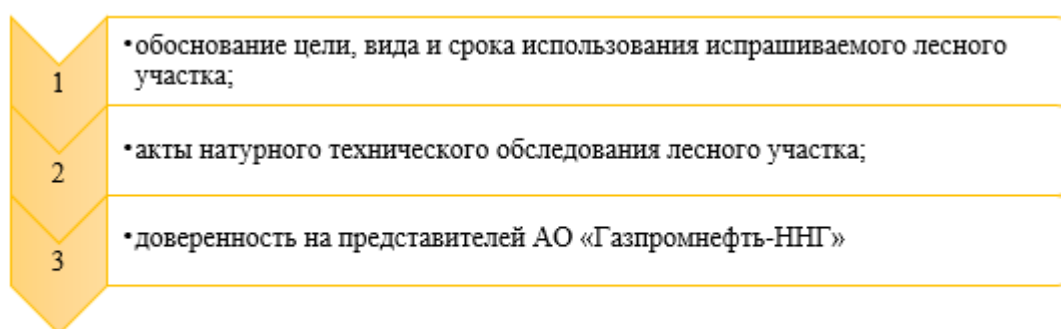 1
•обоснование цели, вида и срока использования испрашиваемого лесного
участка;
2
•акты натурного технического обследования лесного участка;
3
•доверенность на представителей АО «Газпромнефть-ННГ»